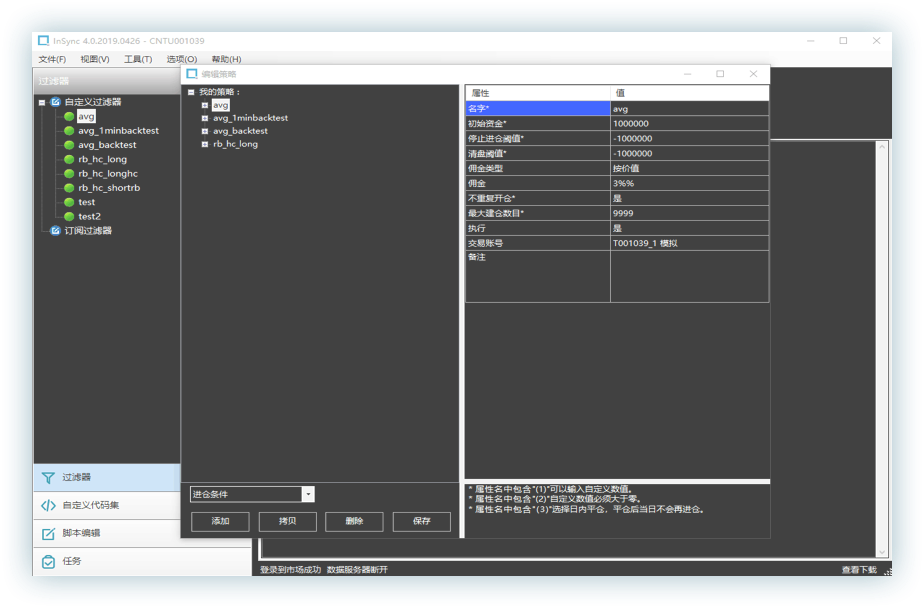 InSync 4.0.2019.0426 - CNTU001039
文件(F) 视图(V) 工具(T) 选项(O) 帮助(H)
过滤器
自定义过滤器
avg
avg_1minbacktest
avg_backtest
rb_hc_long
rb_hc_longhc
rb_hc_shortrb
test
test2
订阅过滤器
过滤器
自定义代码集
脚本编辑
任务
编辑策略
我的策略：
avg
avg_1minbacktest
avg_backtest
rb_hc_long
进仓条件
添加 拷贝 删除 保存
属性 值
名字* avg
初始资金* 1000000
停止进仓阈值* -1000000
清盘阈值* -1000000
佣金类型 按价值
佣金 3%%
不重复开仓* 是
最大建仓数目* 9999
执行 是
交易账号 T001039_1 模拟
备注
* 属性名中包含"(1)"可以输入自定义数值。
* 属性名中包含"(2)"自定义数值必须大于零。
* 属性名中包含"(3)"选择日内平仓，平仓后当日不会再进仓。
登录到市场成功 数据服务器断开
查看下载